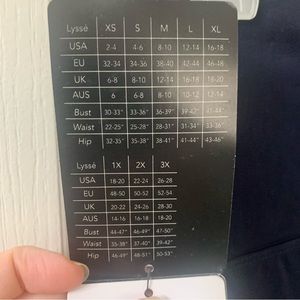 Lyssé XS S M L XL
USA 2-4 4-6 8-10 12-14 16-18
EU 32-34 34-36 38-40 42-44 46-48
UK 6-8 8-10 12-14 16-18 18-20
AUS 6 6-8 8-10 10-12 12-14
Bust 30-33" 33-36" 36-39" 39-42" 41-44"
Waist 22-25" 25-28" 28-31" 31-34" 33-46"
Hip 32-35" 35-38" 38-41" 41-44" 43-46"
Lyssé 1X 2X 3X
USA 18-20 22-24 26-28
EU 48-50 50-52 52-54
UK 20-22 24-26 28-30
AUS 14-16 16-18 18-20
Bust 44-47" 46-49" 47-50"
Waist 35-38" 37-40" 39-42"
Hip 46-49" 48-51" 50-53"